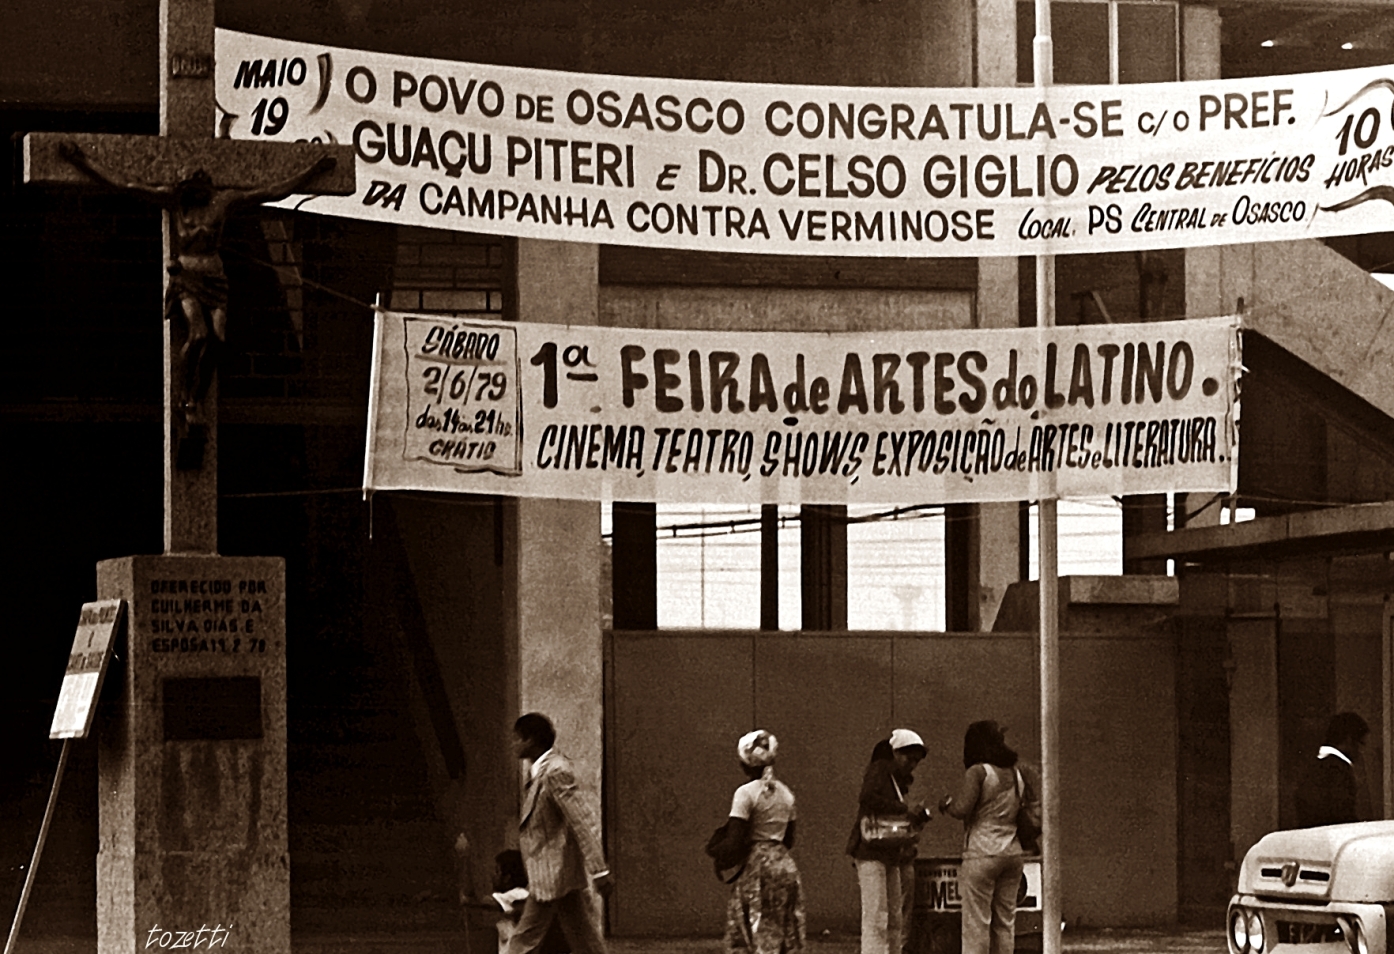 MAIO
19
O POVO DE OSASCO CONGRATULA-SE c/o PREF.
GUAÇU PITERI E DR. CELSO GIGLIO PELOS BENEFÍCIOS
DA CAMPANHA CONTRA VERMINOSE LOCAL. PS CENTRAL DE OSASCO
10
HORAS
SÁBADO
2/6/79
das 14 às 21 hs.
GRÁTIS
1ª FEIRA de ARTES do LATINO.
CINEMA, TEATRO, SHOWS, EXPOSIÇÃO de ARTES e LITERATURA..
OFERECIDO POR
GUILHERME DA
SILVA DIAS E
ESPOSA 19 2 78
tozetti